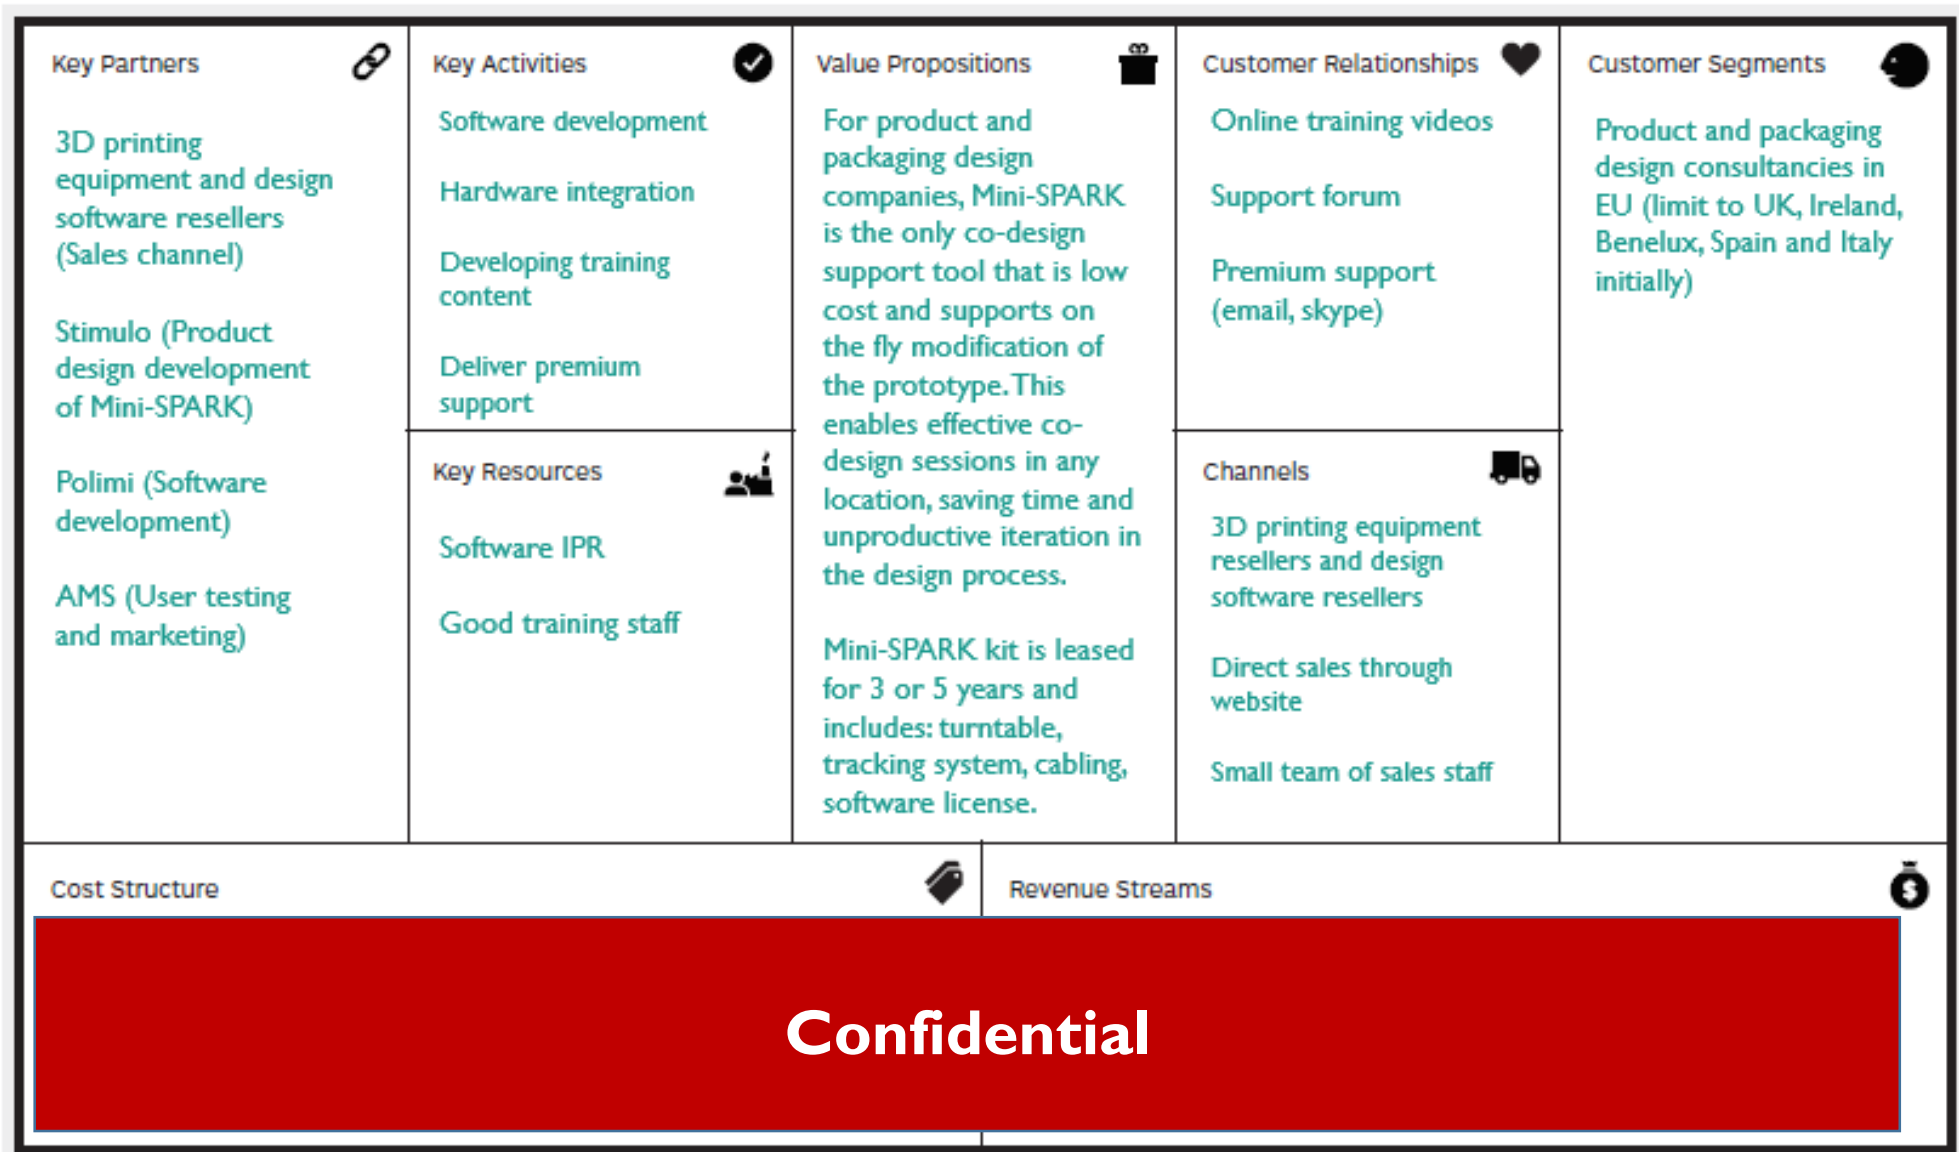 Key Partners
3D printing
equipment and design
software resellers
(Sales channel)
Stimulo (Product
design development
of Mini-SPARK)
Polimi (Software
development)
AMS (User testing
and marketing)
Key Activities
Software development
Hardware integration
Developing training
content
Deliver premium
support
Key Resources
Software IPR
Good training staff
Value Propositions
For product and
packaging design
companies, Mini-SPARK
is the only co-design
support tool that is low
cost and supports on
the fly modification of
the prototype. This
enables effective co-
design sessions in any
location, saving time and
unproductive iteration in
the design process.
Mini-SPARK kit is leased
for 3 or 5 years and
includes: turntable,
tracking system, cabling,
software license.
Customer Relationships
Online training videos
Support forum
Premium support
(email, skype)
Channels
3D printing equipment
resellers and design
software resellers
Direct sales through
website
Small team of sales staff
Customer Segments
Product and packaging
design consultancies in
EU (limit to UK, Ireland,
Benelux, Spain and Italy
initially)
Cost Structure
Revenue Streams
$
Confidential